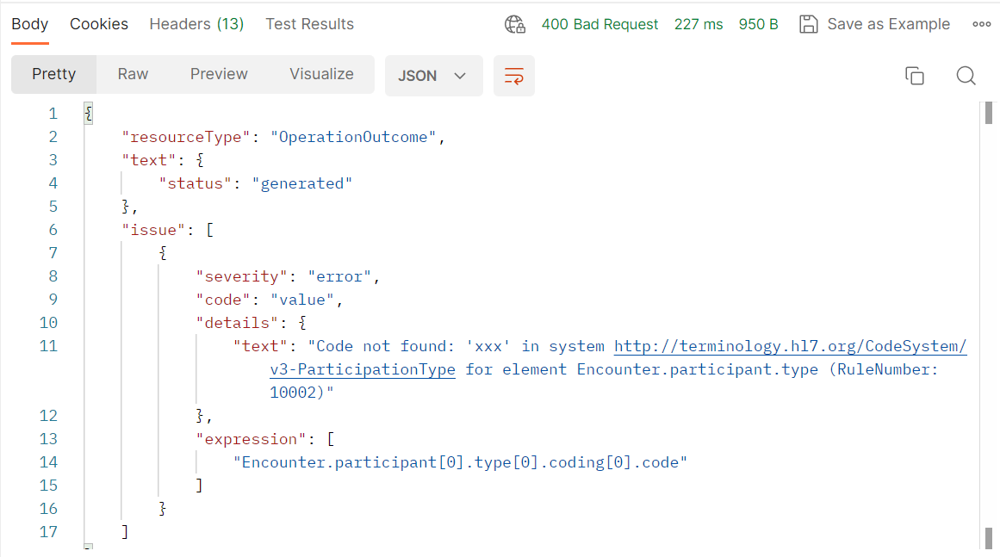 Body Cookies Headers (13) Test Results 400 Bad Request 227 ms 950 B Save as Example
Pretty Raw Preview Visualize JSON
1 {
2 "resourceType": "OperationOutcome",
3 "text": {
4 "status": "generated"
5 },
6 "issue": [
7 {
8 "severity": "error",
9 "code": "value",
10 "details": {
11 "text": "Code not found: 'xxx' in system http://terminology.hl7.org/CodeSystem/
v3-ParticipationType for element Encounter.participant.type (RuleNumber:
10002)"
12 },
13 "expression": [
14 "Encounter.participant[0].type[0].coding[0].code"
15 ]
16 }
17 ]